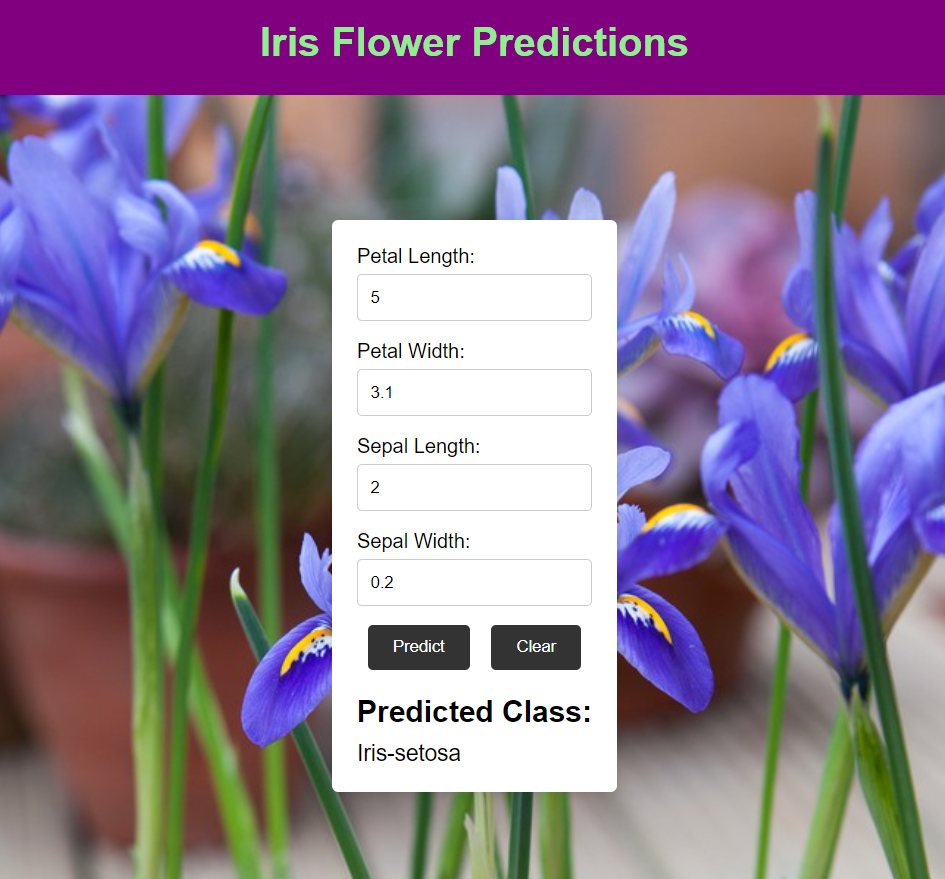 Iris Flower Predictions
Petal Length:
5
Petal Width:
3.1
Sepal Length:
2
Sepal Width:
0.2
Predict Clear
Predicted Class:
Iris-setosa